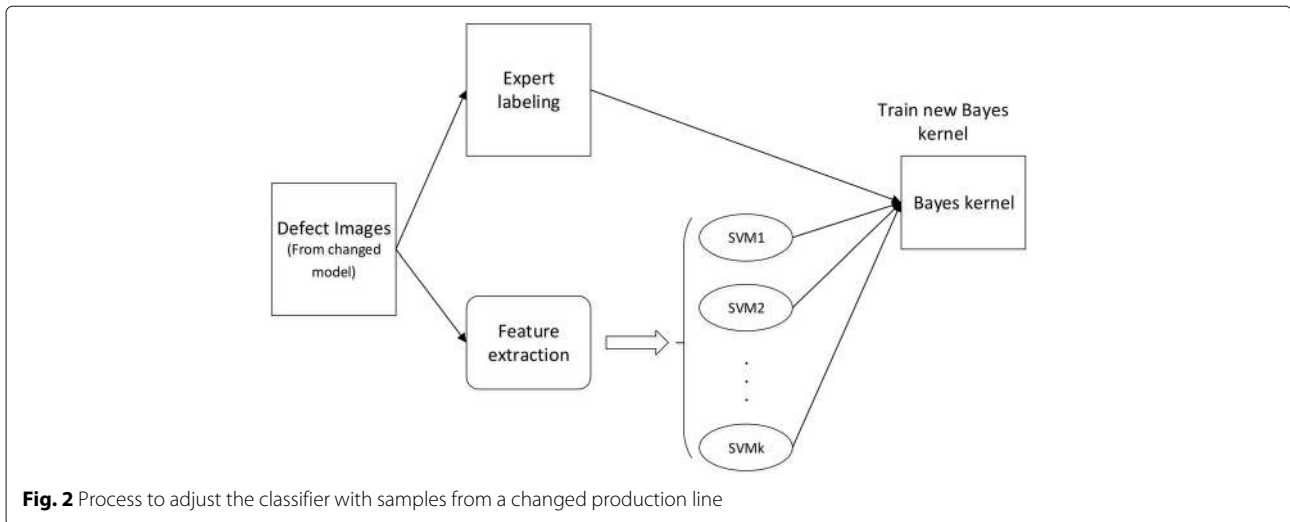 Expert
labeling
Train new Bayes
kernel
Defect Images
(From changed
model)
Bayes kernel
SVM1
SVM2
Feature
extraction
.
.
.
SVMk
Fig. 2 Process to adjust the classifier with samples from a changed production line